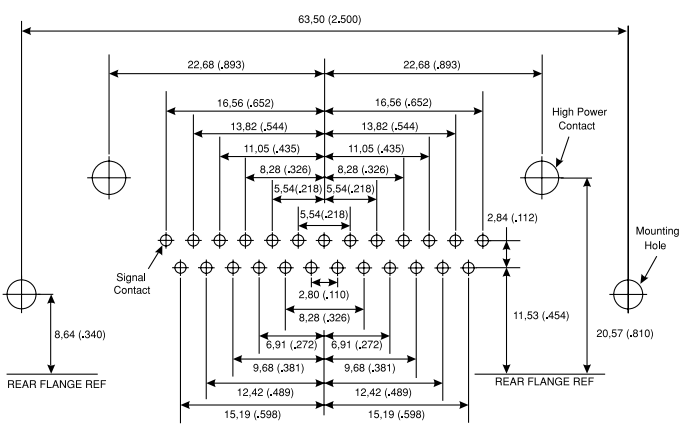 63,50 (2.500)
22,68 (.893) 22,68 (.893)
16,56 (.652) 16,56 (.652)
High Power
Contact
13,82 (.544) 13,82 (.544)
11,05 (.435) 11,05 (.435)
8,28 (.326) 8,28 (.326)
5,54(.218) 5,54(.218)
5,54(.218)
2,84 (.112)
Mounting
Hole
Signal
Contact
2,80 (.110)
8,28 (.326)
11,53 (.454)
8,64 (.340)
6,91 (.272) 6,91 (.272)
20,57 (.810)
9,68 (.381) 9,68 (.381)
REAR FLANGE REF REAR FLANGE REF
12,42 (.489) 12,42 (.489)
15,19 (.598) 15,19 (.598)